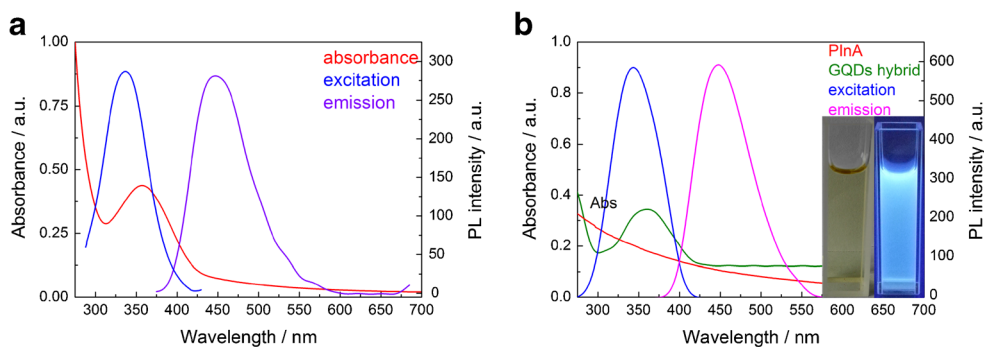 a
1.00
0.75
0.50
0.25
0.00
Absorbance / a.u.
absorbance
excitation
emission
300
250
200
150
100
50
0
PL intensity / a.u.
300 350 400 450 500 550 600 650 700
Wavelength / nm
b
1.0
0.8
0.6
0.4
0.2
0.0
Absorbance / a.u.
PInA
GQDs hybrid
excitation
emission
Abs
600
500
400
300
200
100
0
PL intensity / a.u.
300 350 400 450 500 550 600 650 700
Wavelength / nm